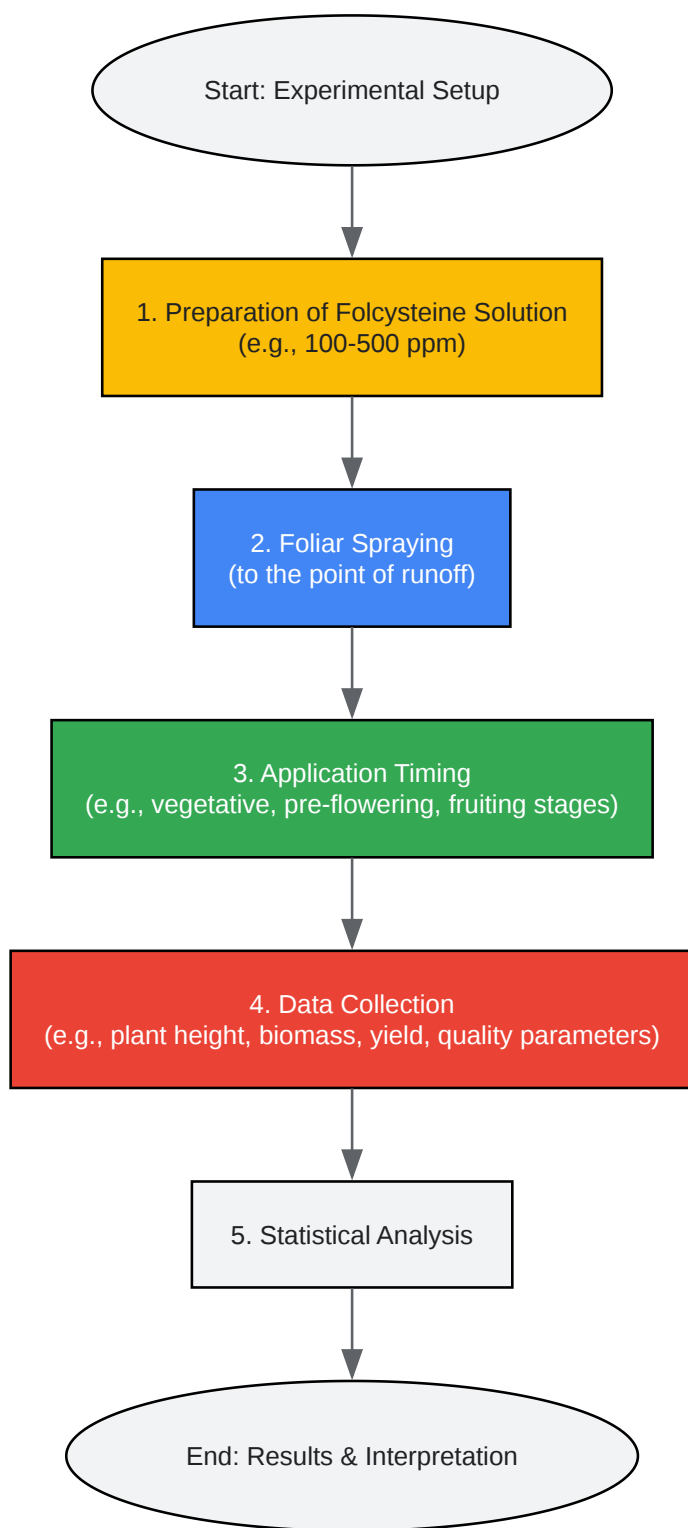 Start: Experimental Setup
1. Preparation of Folcysteine Solution
(e.g., 100-500 ppm)
2. Foliar Spraying
(to the point of runoff)
3. Application Timing
(e.g., vegetative, pre-flowering, fruiting stages)
4. Data Collection
(e.g., plant height, biomass, yield, quality parameters)
5. Statistical Analysis
End: Results & Interpretation